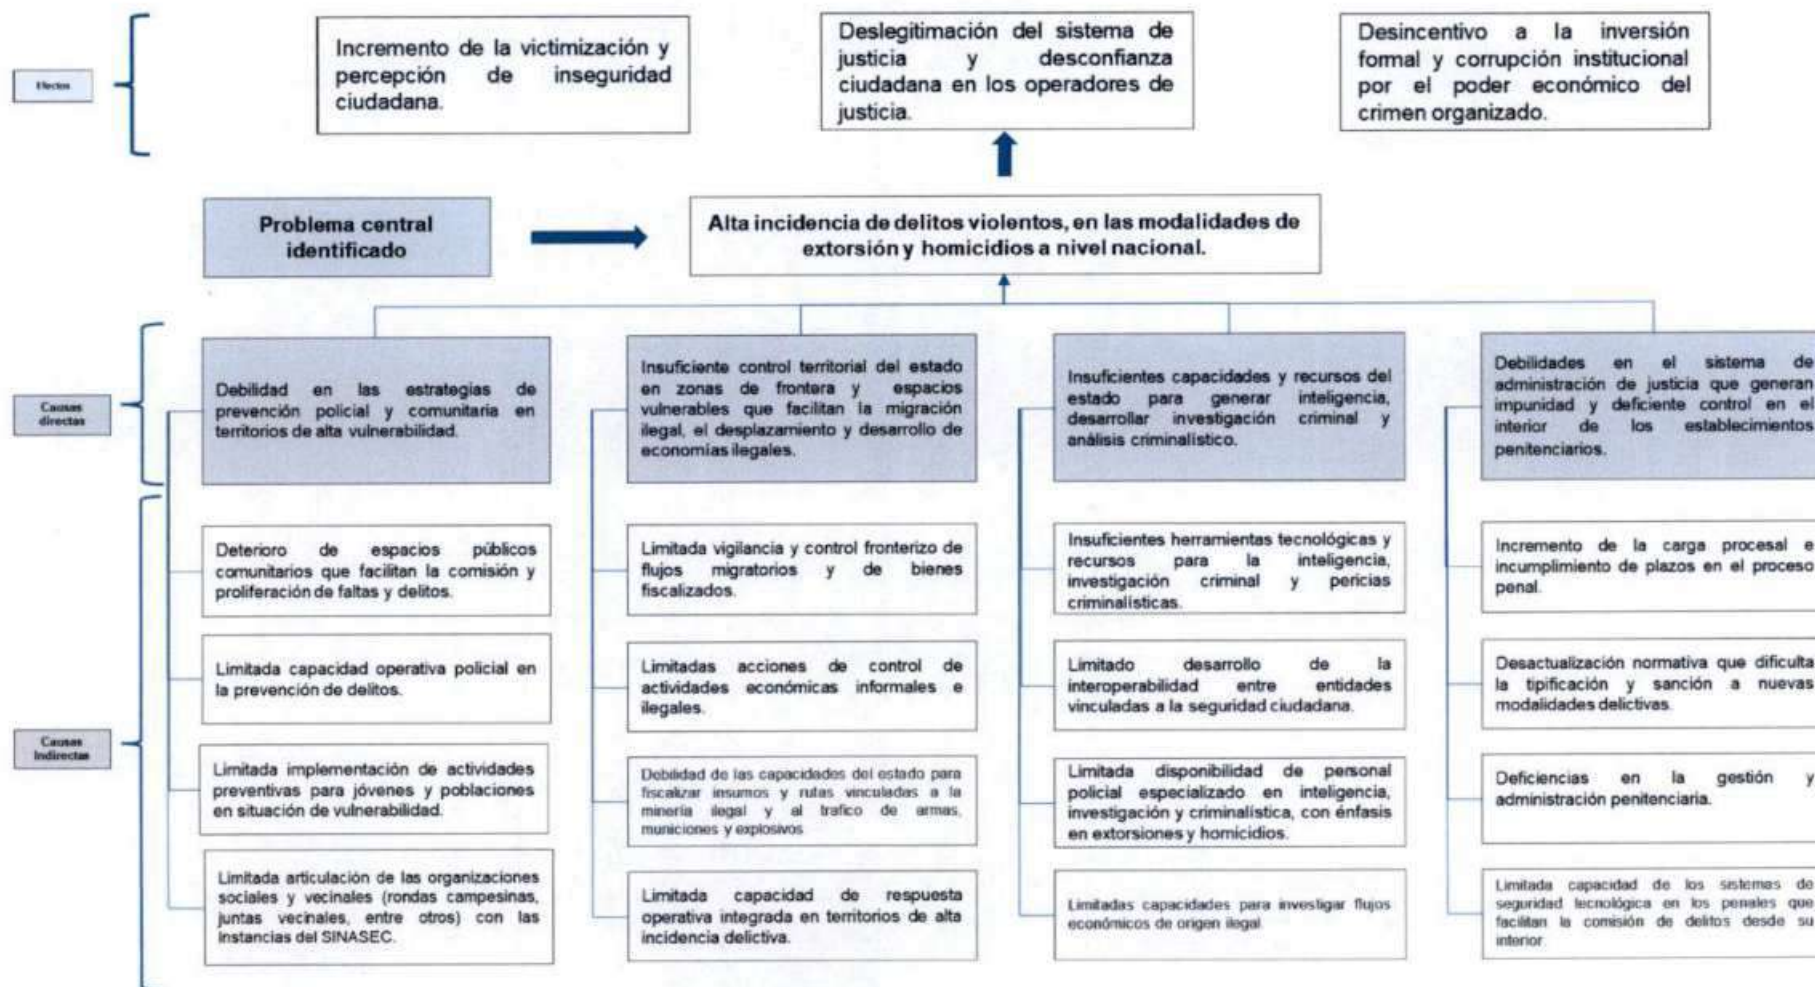 Efectos
Incremento de la victimización y
percepción de inseguridad
ciudadana.
Deslegitimación del sistema de
justicia y desconfianza
ciudadana en los operadores de
justicia.
Desincentivo a la inversión
formal y corrupción institucional
por el poder económico del
crimen organizado.
Problema central
identificado
Alta incidencia de delitos violentos, en las modalidades de
extorsión y homicidios a nivel nacional.
Causas
directas
Debilidad en las estrategias de
prevención policial y comunitaria en
territorios de alta vulnerabilidad.
Insuficiente control territorial del estado
en zonas de frontera y espacios
vulnerables que facilitan la migración
ilegal, el desplazamiento y desarrollo de
economías ilegales.
Insuficientes capacidades y recursos del
estado para generar inteligencia,
desarrollar investigación criminal y
análisis criminalístico.
Debilidades en el sistema de
administración de justicia que generan
impunidad y deficiente control en el
interior de los establecimientos
penitenciarios.
Causas
Indirectas
Deterioro de espacios públicos
comunitarios que facilitan la comisión y
proliferación de faltas y delitos.
Limitada capacidad operativa policial en
la prevención de delitos.
Limitada implementación de actividades
preventivas para jóvenes y poblaciones
en situación de vulnerabilidad.
Limitada articulación de las organizaciones
sociales y vecinales (rondas campesinas,
juntas vecinales, entre otros) con las
instancias del SINASEC.
Limitada vigilancia y control fronterizo de
flujos migratorios y de bienes
fiscalizados.
Limitadas acciones de control de
actividades económicas informales e
ilegales.
Debilidad de las capacidades del estado para
fiscalizar insumos y rutas vinculadas a la
minería ilegal y al trafico de armas,
municiones y explosivos
Limitada capacidad de respuesta
operativa integrada en territorios de alta
incidencia delictiva.
Insuficientes herramientas tecnológicas y
recursos para la inteligencia,
investigación criminal y pericias
criminalísticas.
Limitado desarrollo de la
interoperabilidad entre entidades
vinculadas a la seguridad ciudadana.
Limitada disponibilidad de personal
policial especializado en inteligencia,
investigación y criminalística, con énfasis
en extorsiones y homicidios.
Limitadas capacidades para investigar flujos
económicos de origen ilegal
Incremento de la carga procesal e
incumplimiento de plazos en el proceso
penal.
Desactualización normativa que dificulta
la tipificación y sanción a nuevas
modalidades delictivas.
Deficiencias en la gestión y
administración penitenciaria.
Limitada capacidad de los sistemas de
seguridad tecnológica en los penales que
facilitan la comisión de delitos desde su
interior